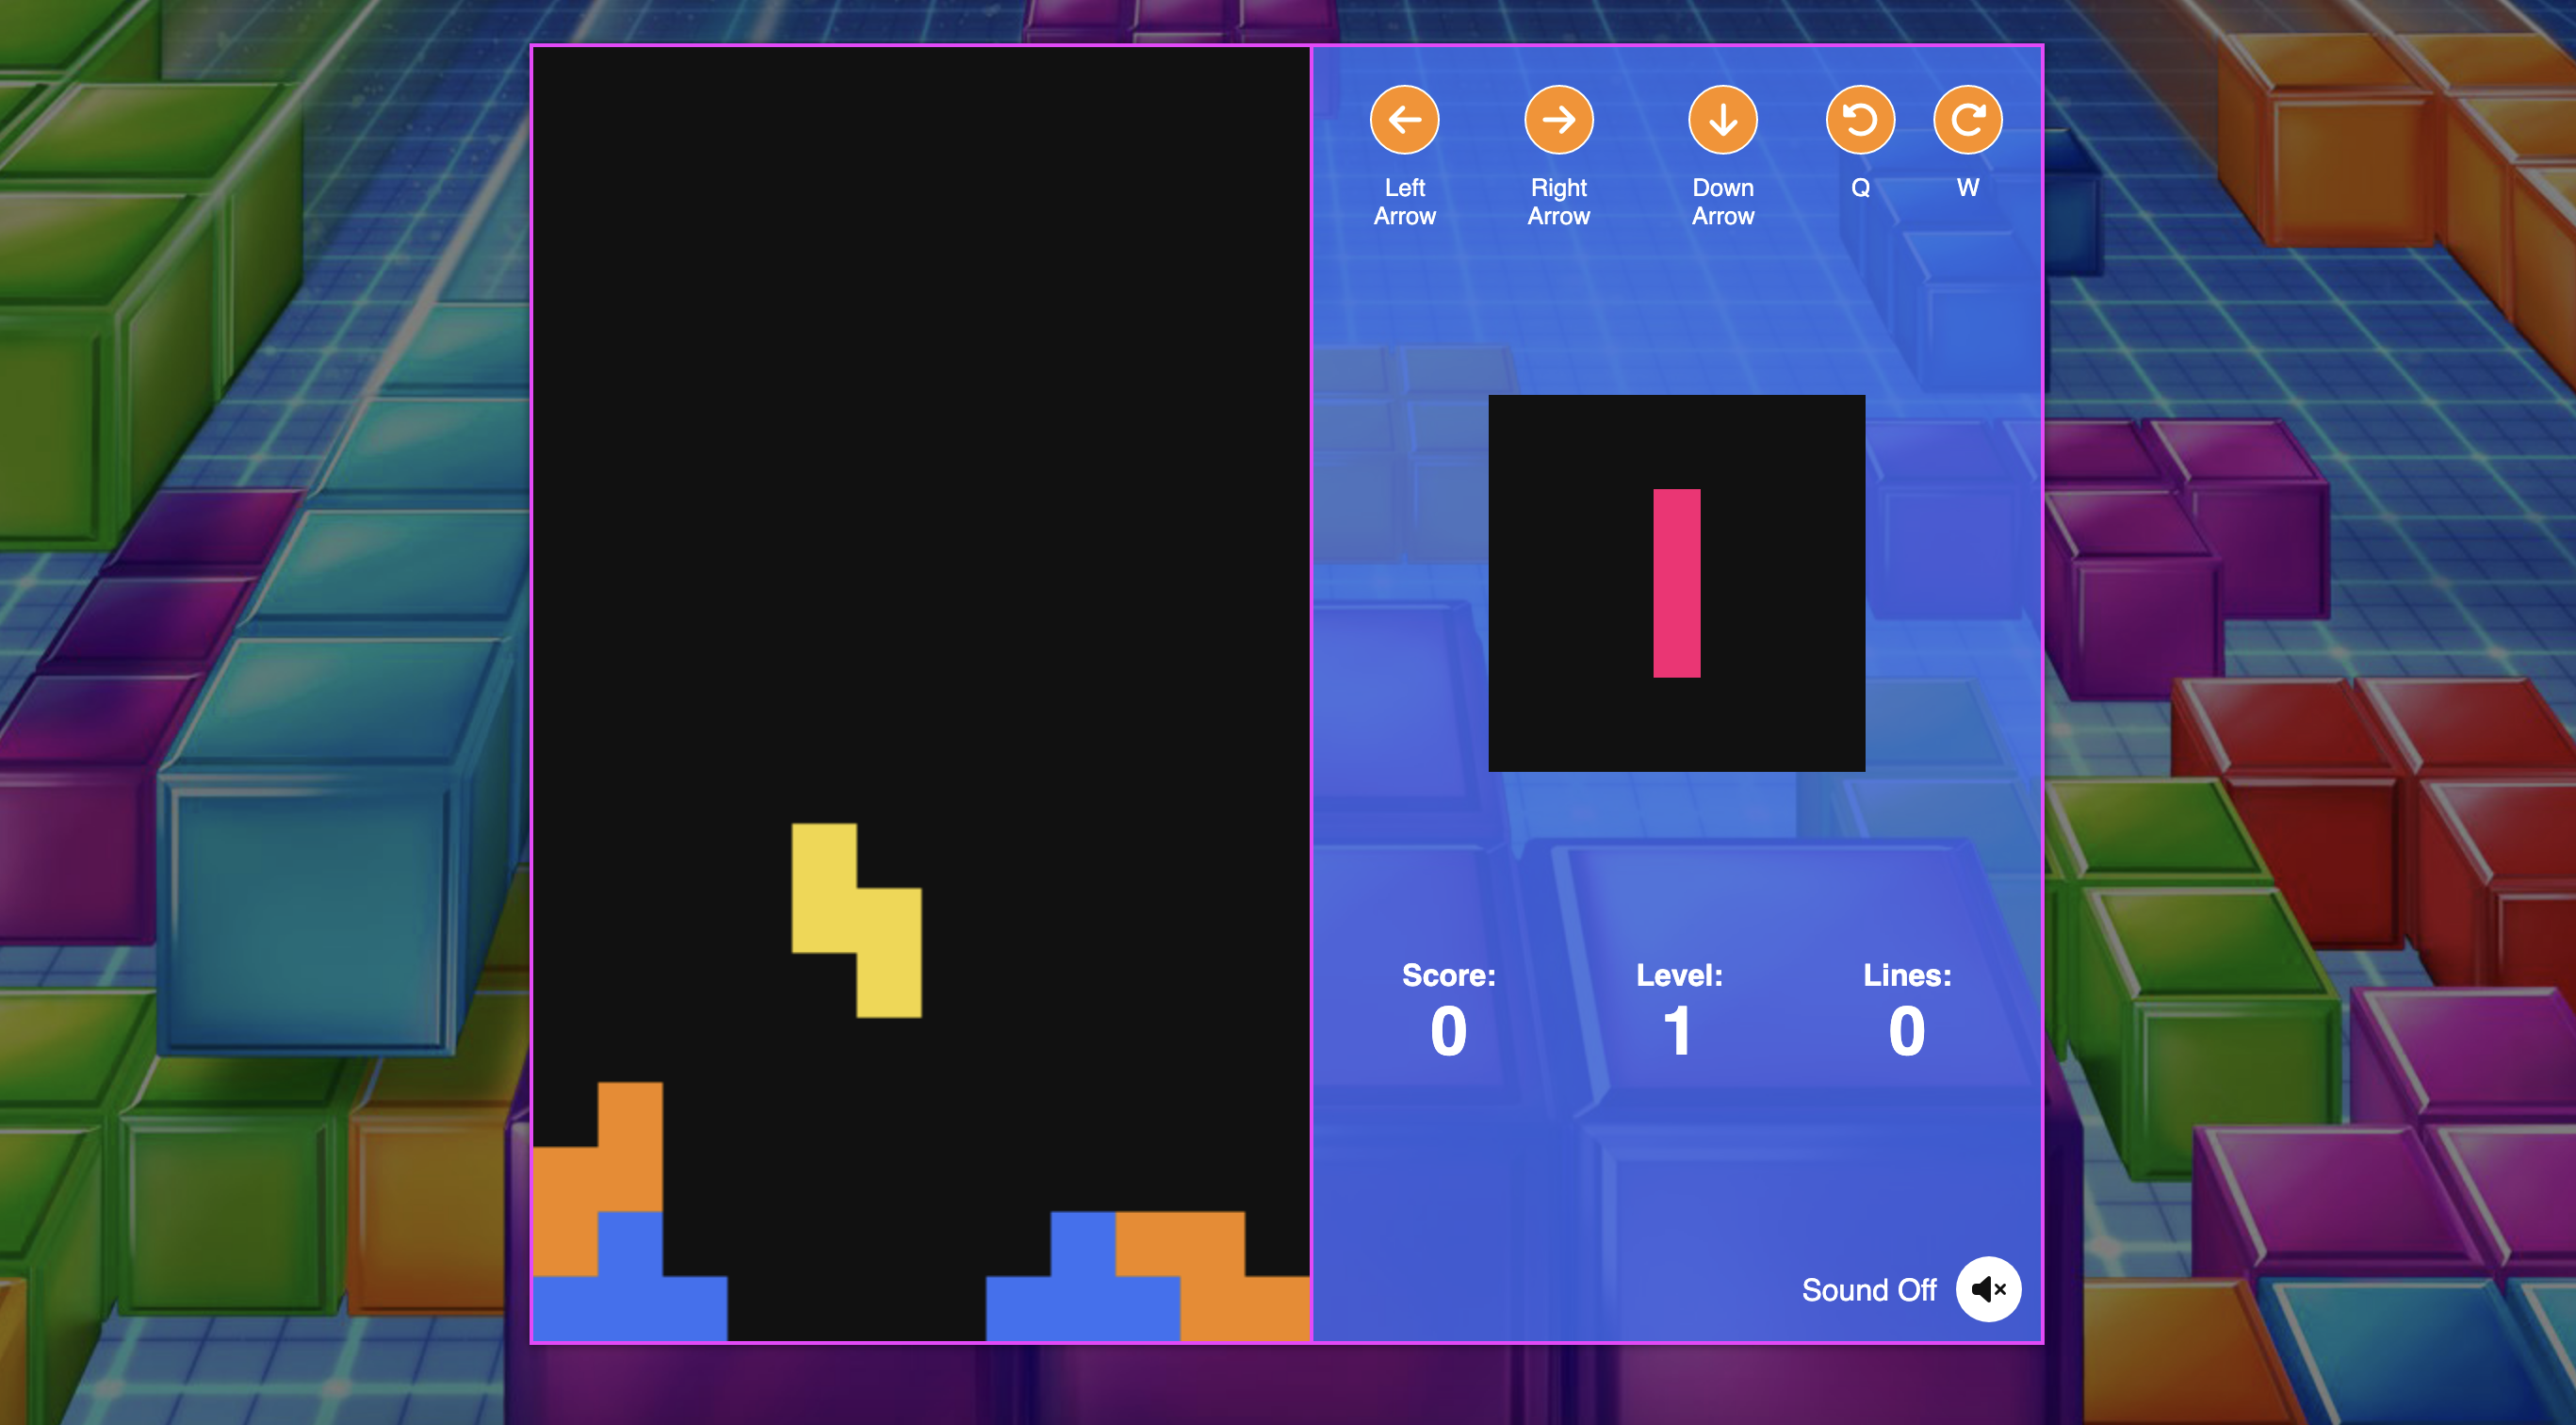 Left Arrow
Right Arrow
Down Arrow
Q
W
Score:
0
Level:
1
Lines:
0
Sound Off